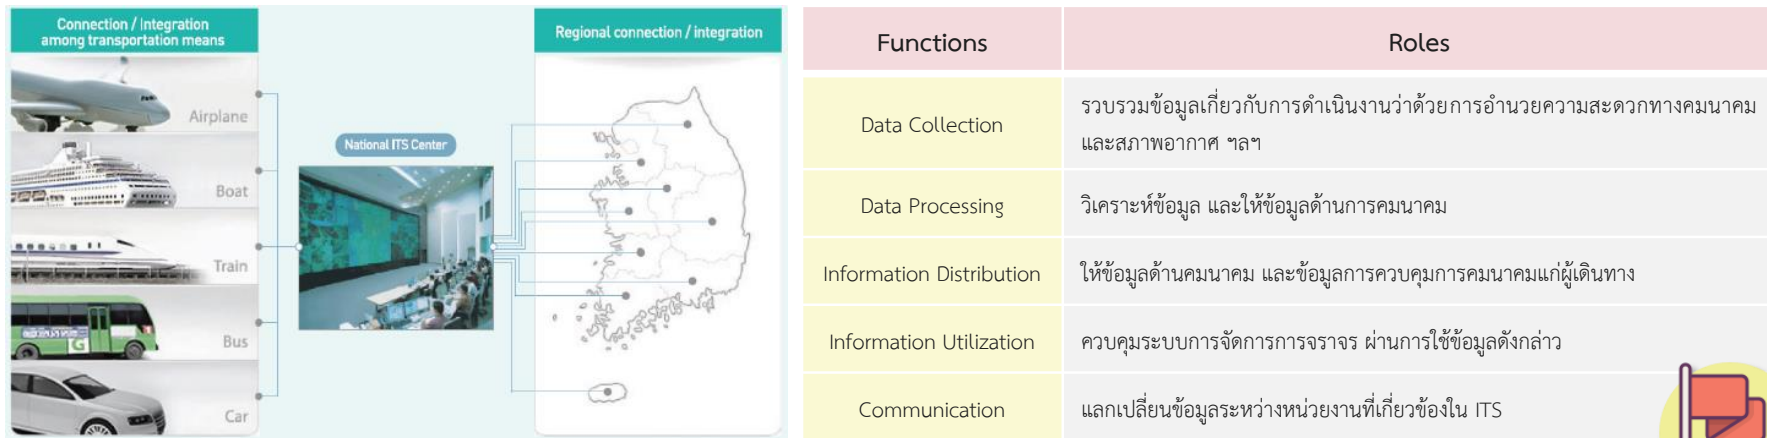 Connection / Integration
among transportation means
Airplane
Boat
Train
Bus
Car
National ITS Center
Regional connection / integration
Functions
Roles
Data Collection
รวบรวมข้อมูลเกี่ยวกับการดำเนินงานว่าด้วยการอำนวยความสะดวกทางคมนาคม
และสภาพอากาศ ฯลฯ
Data Processing
วิเคราะห์ข้อมูล และให้ข้อมูลด้านการคมนาคม
Information Distribution
ให้ข้อมูลด้านคมนาคม และข้อมูลการควบคุมการคมนาคมแก่ผู้เดินทาง
Information Utilization
ควบคุมระบบการจัดการการจราจร ผ่านการใช้ข้อมูลดังกล่าว
Communication
แลกเปลี่ยนข้อมูลระหว่างหน่วยงานที่เกี่ยวข้องใน ITS